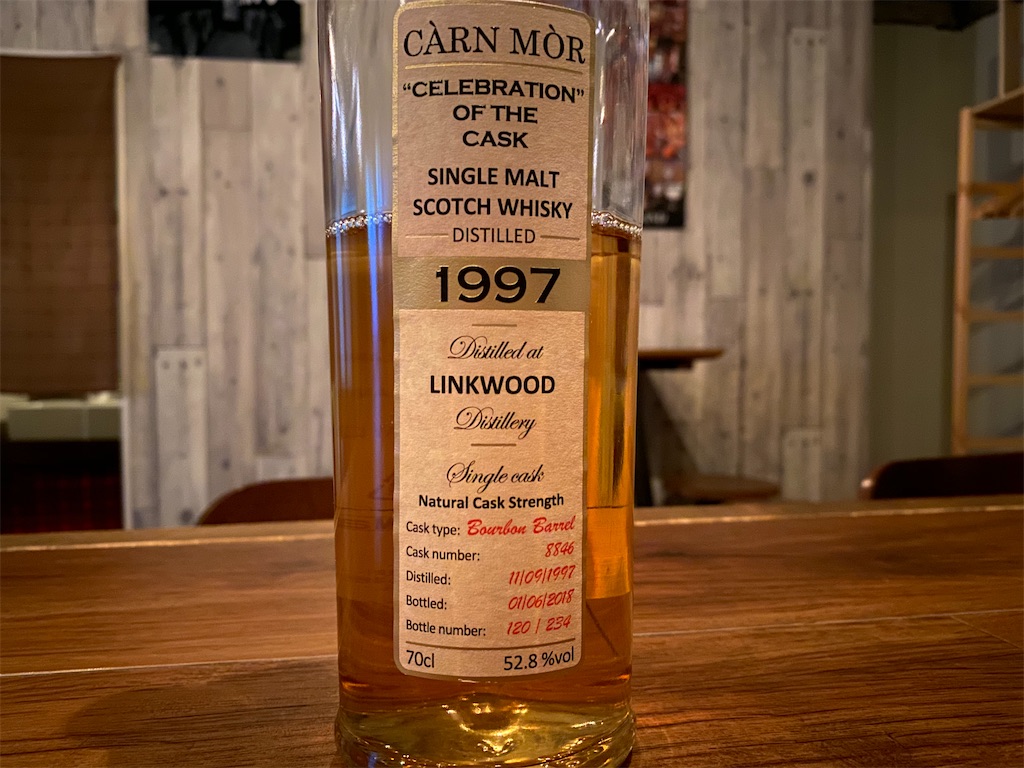 CÀRN MÒR
“CELEBRATION”
OF THE
CASK
SINGLE MALT
SCOTCH WHISKY
DISTILLED
1997
Distilled at
LINKWOOD
Distillery
Single cask
Natural Cask Strength
Cask type: Bourbon Barrel
Cask number: 8846
Distilled: 11/09/1997
Bottled: 01/06/2018
Bottle number: 120 / 234
70cl 52.8 %vol